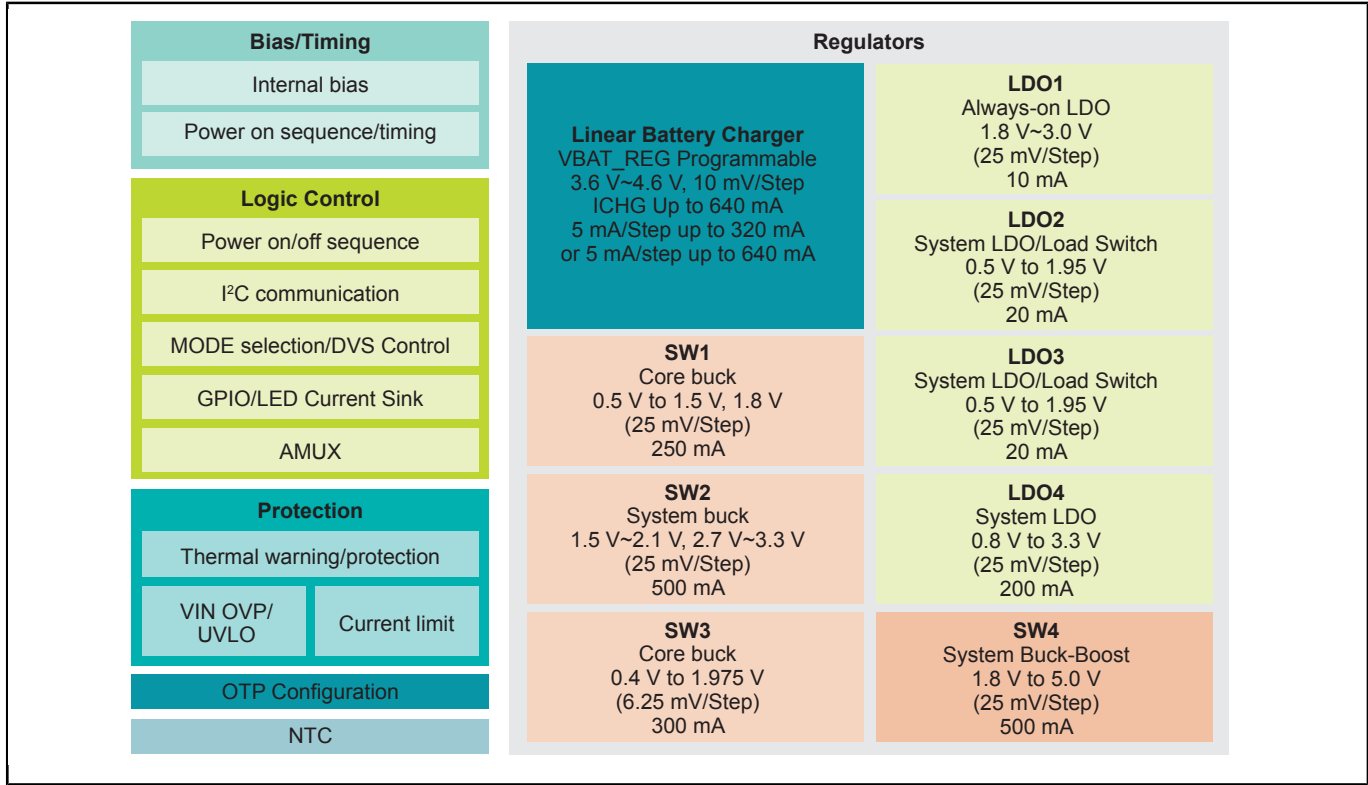 Bias/Timing
Internal bias
Power on sequence/timing
Logic Control
Power on/off sequence
I²C communication
MODE selection/DVS Control
GPIO/LED Current Sink
AMUX
Protection
Thermal warning/protection
VIN OVP/
UVLO
Current limit
OTP Configuration
NTC
Regulators
Linear Battery Charger
VBAT_REG Programmable
3.6 V~4.6 V, 10 mV/Step
ICHG Up to 640 mA
5 mA/Step up to 320 mA
or 5 mA/step up to 640 mA
SW1
Core buck
0.5 V to 1.5 V, 1.8 V
(25 mV/Step)
250 mA
SW2
System buck
1.5 V~2.1 V, 2.7 V~3.3 V
(25 mV/Step)
500 mA
SW3
Core buck
0.4 V to 1.975 V
(6.25 mV/Step)
300 mA
LDO1
Always-on LDO
1.8 V~3.0 V
(25 mV/Step)
10 mA
LDO2
System LDO/Load Switch
0.5 V to 1.95 V
(25 mV/Step)
20 mA
LDO3
System LDO/Load Switch
0.5 V to 1.95 V
(25 mV/Step)
20 mA
LDO4
System LDO
0.8 V to 3.3 V
(25 mV/Step)
200 mA
SW4
System Buck-Boost
1.8 V to 5.0 V
(25 mV/Step)
500 mA